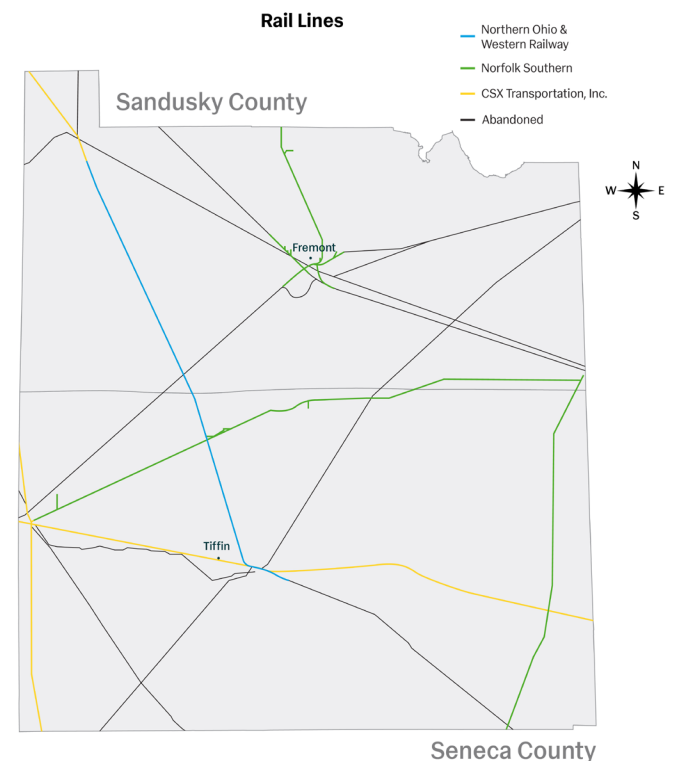 Rail Lines
Northern Ohio &
Western Railway
Norfolk Southern
CSX Transportation, Inc.
Abandoned
Sandusky County
N
W E
S
Fremont
Tiffin
Seneca County